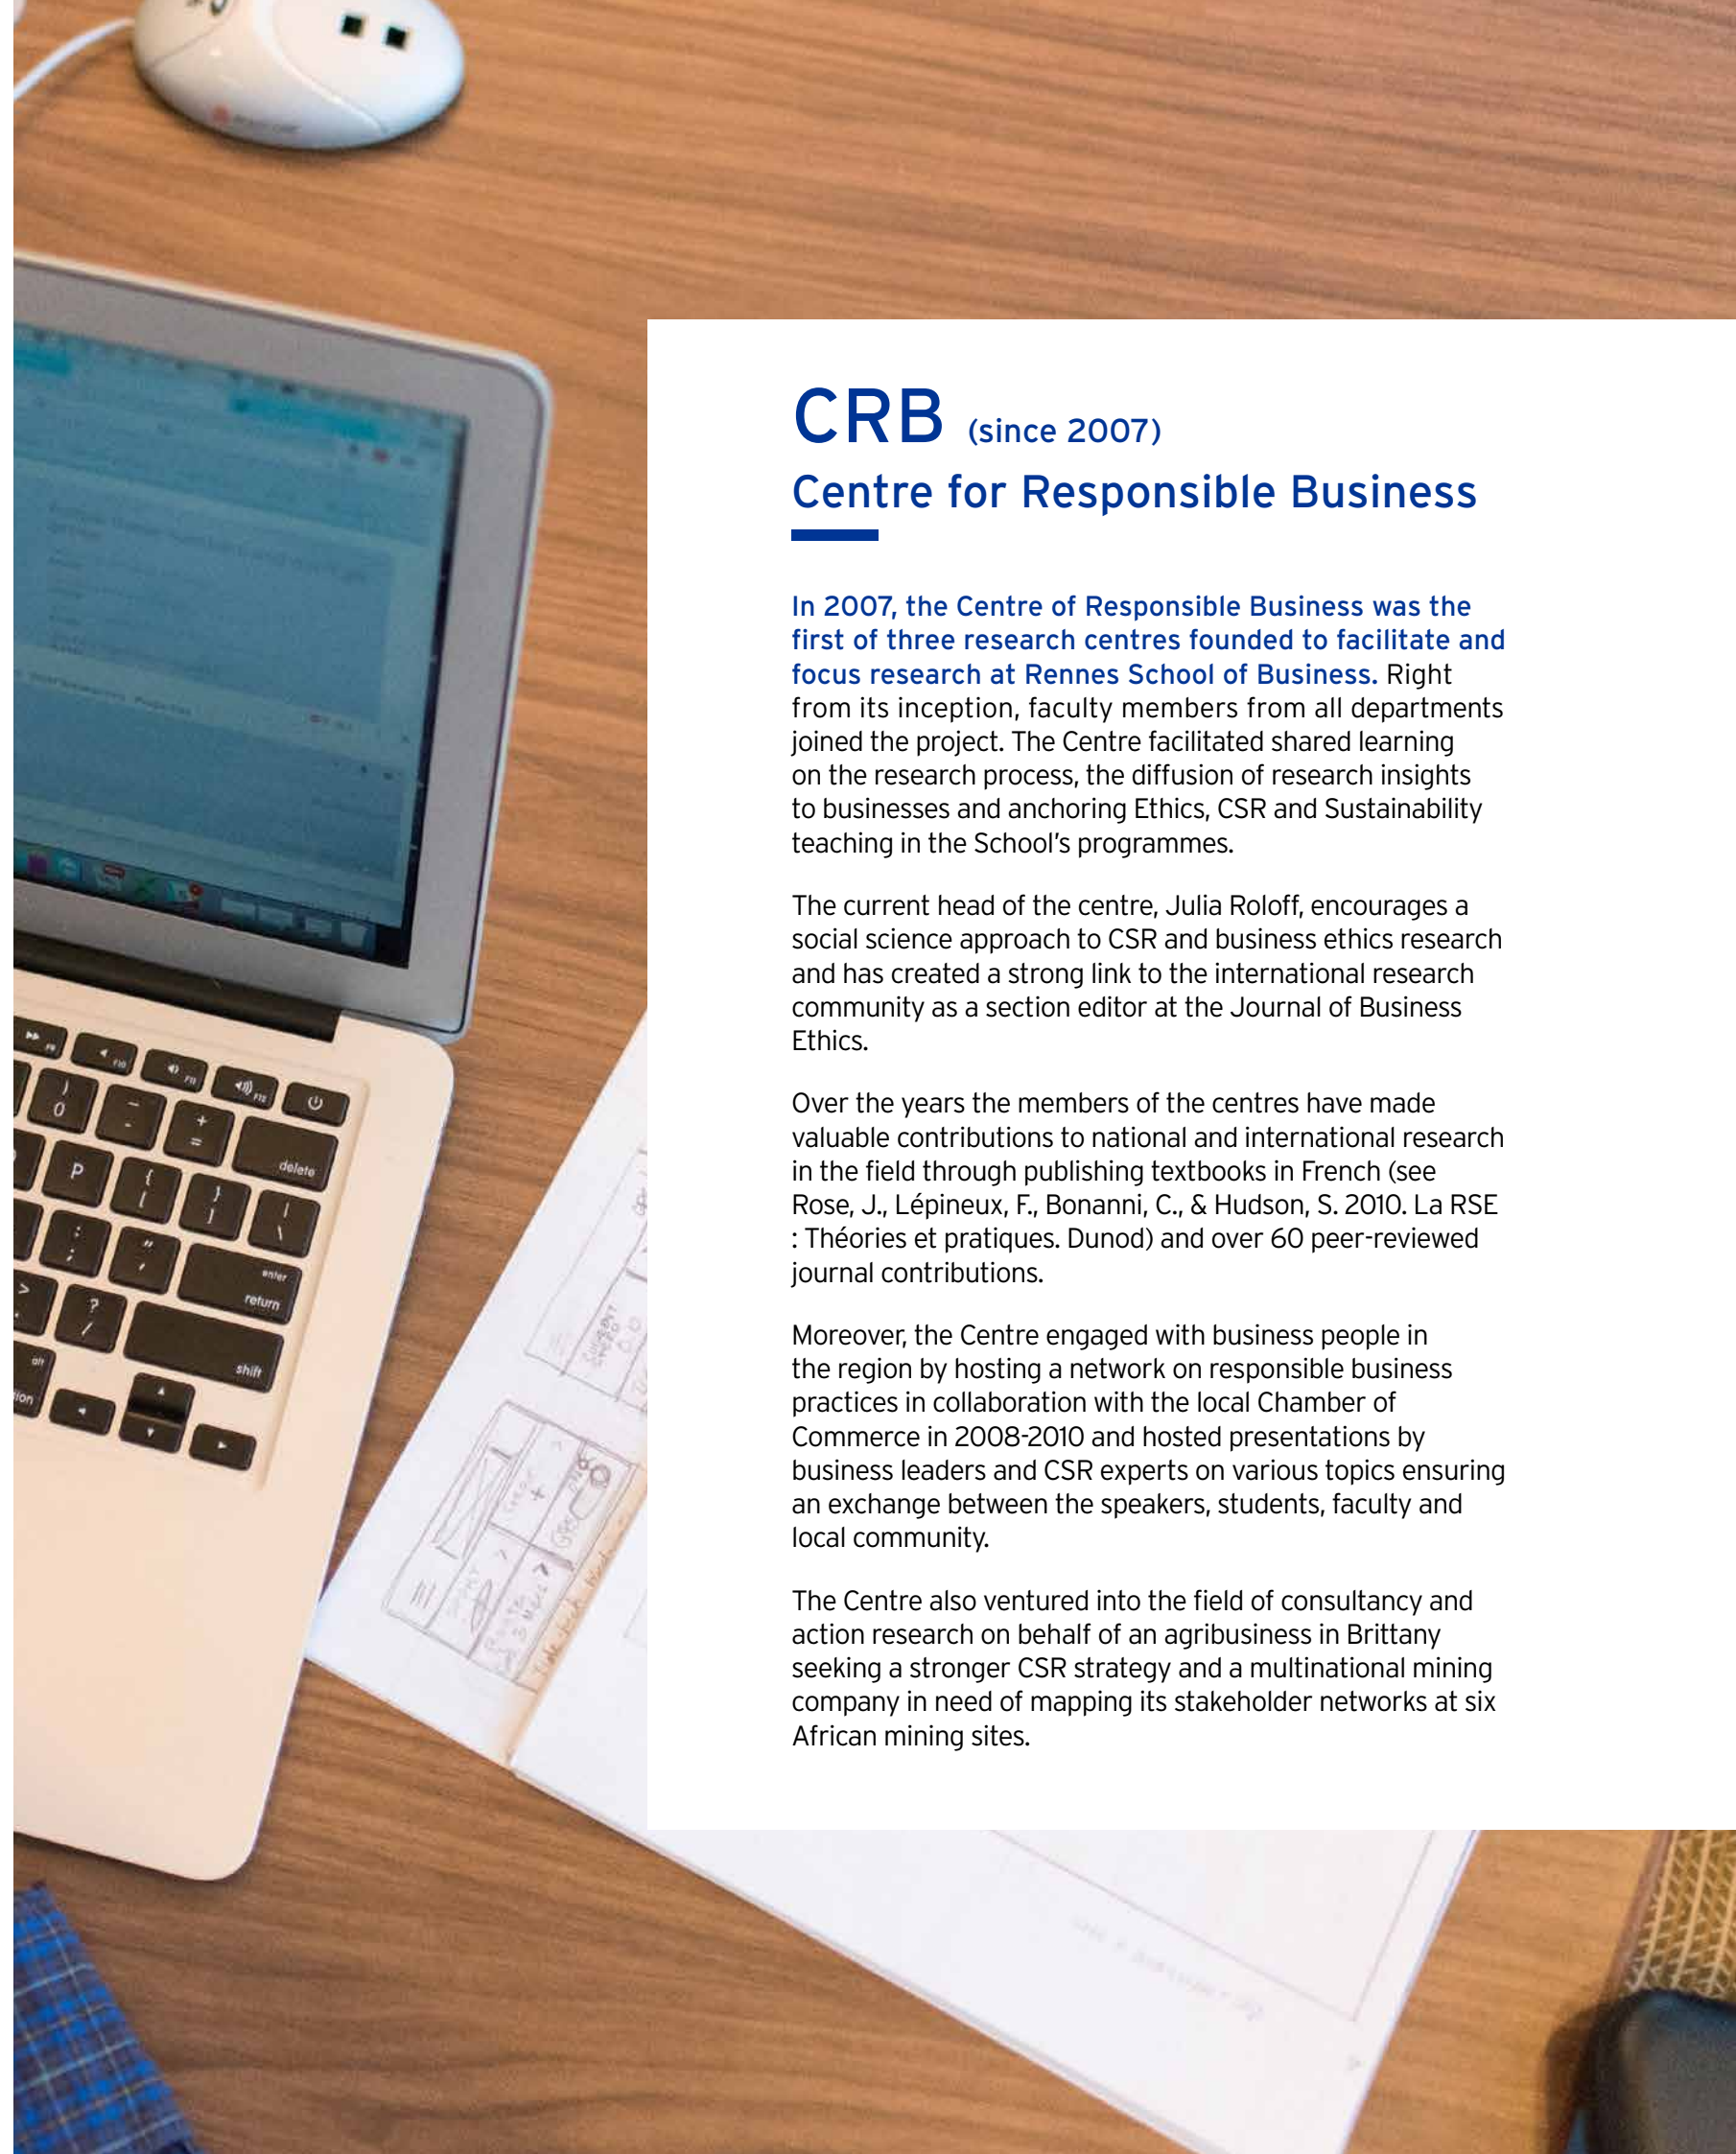 CRB (since 2007)
Centre for Responsible Business
In 2007, the Centre of Responsible Business was the
first of three research centres founded to facilitate and
focus research at Rennes School of Business. Right
from its inception, faculty members from all departments
joined the project. The Centre facilitated shared learning
on the research process, the diffusion of research insights
to businesses and anchoring Ethics, CSR and Sustainability
teaching in the School's programmes.
The current head of the centre, Julia Roloff, encourages a
social science approach to CSR and business ethics research
and has created a strong link to the international research
community as a section editor at the Journal of Business
Ethics.
Over the years the members of the centres have made
valuable contributions to national and international research
in the field through publishing textbooks in French (see
Rose, J., Lépineux, F., Bonanni, C., & Hudson, S. 2010. La RSE
: Théories et pratiques. Dunod) and over 60 peer-reviewed
journal contributions.
Moreover, the Centre engaged with business people in
the region by hosting a network on responsible business
practices in collaboration with the local Chamber of
Commerce in 2008-2010 and hosted presentations by
business leaders and CSR experts on various topics ensuring
an exchange between the speakers, students, faculty and
local community.
The Centre also ventured into the field of consultancy and
action research on behalf of an agribusiness in Brittany
seeking a stronger CSR strategy and a multinational mining
company in need of mapping its stakeholder networks at six
African mining sites.
F9 F10 F11 F12
) 0 - + =
delete
P { [ } ] | \
: ; " '
enter
return
> . ? /
shift
alt